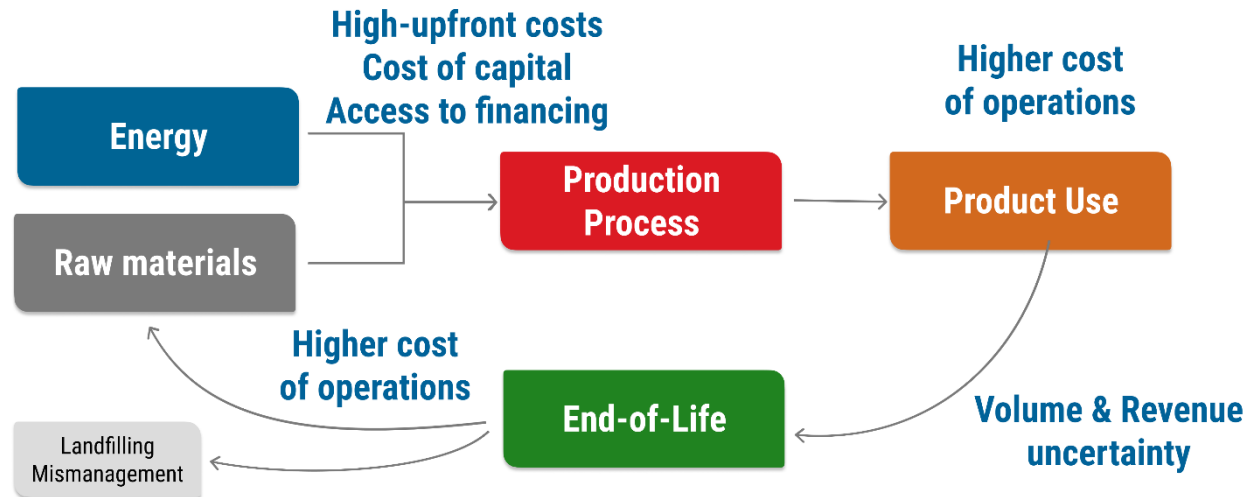 High-upfront costs
Cost of capital
Access to financing
Higher cost
of operations
Energy
Production
Process
Product Use
Raw materials
Higher cost
of operations
End-of-Life
Volume & Revenue
uncertainty
Landfilling
Mismanagement